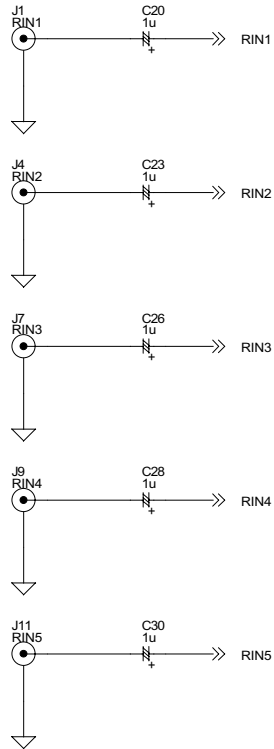 J1
RIN1
C20
1u
+
RIN1
J4
RIN2
C23
1u
+
RIN2
J7
RIN3
C26
1u
+
RIN3
J9
RIN4
C28
1u
+
RIN4
J11
RIN5
C30
1u
+
RIN5